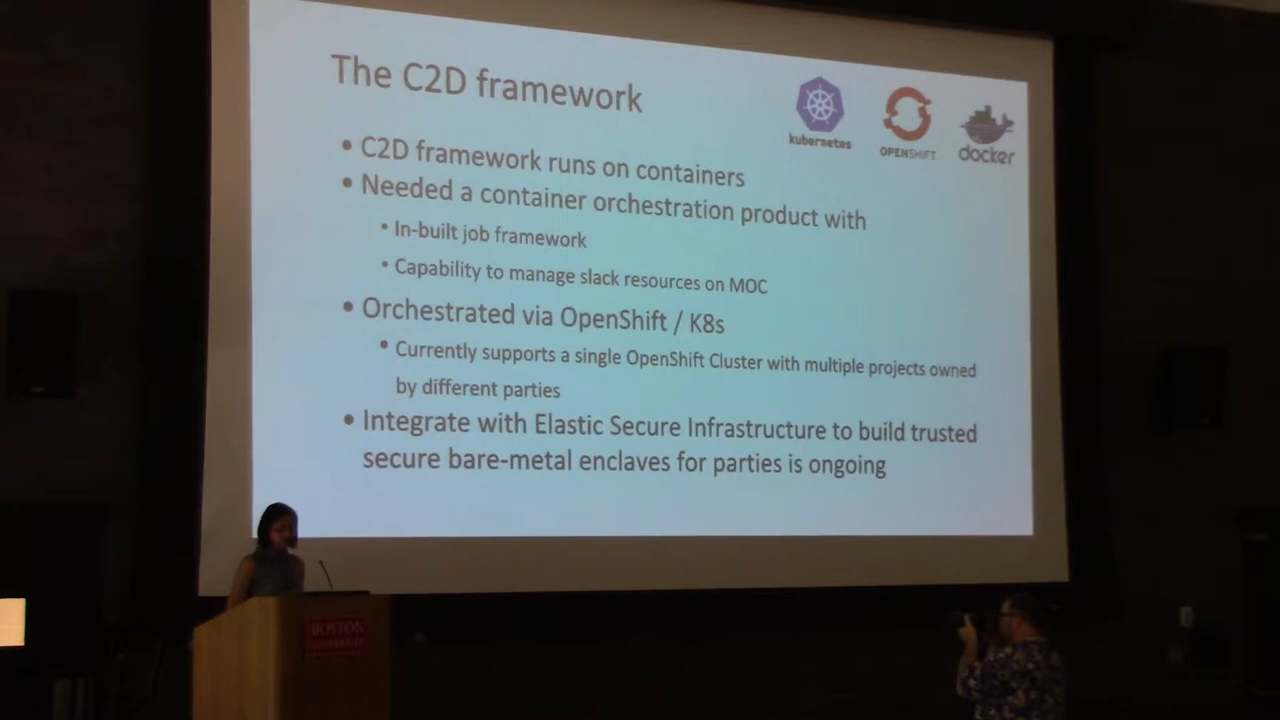 The C2D framework
kubernetes
OPENSHIFT
docker
• C2D framework runs on containers
• Needed a container orchestration product with
• In-built job framework
• Capability to manage slack resources on MOC
• Orchestrated via OpenShift / K8s
• Currently supports a single OpenShift Cluster with multiple projects owned
by different parties
• Integrate with Elastic Secure Infrastructure to build trusted
secure bare-metal enclaves for parties is ongoing
BOSTON
UNIVERSITY